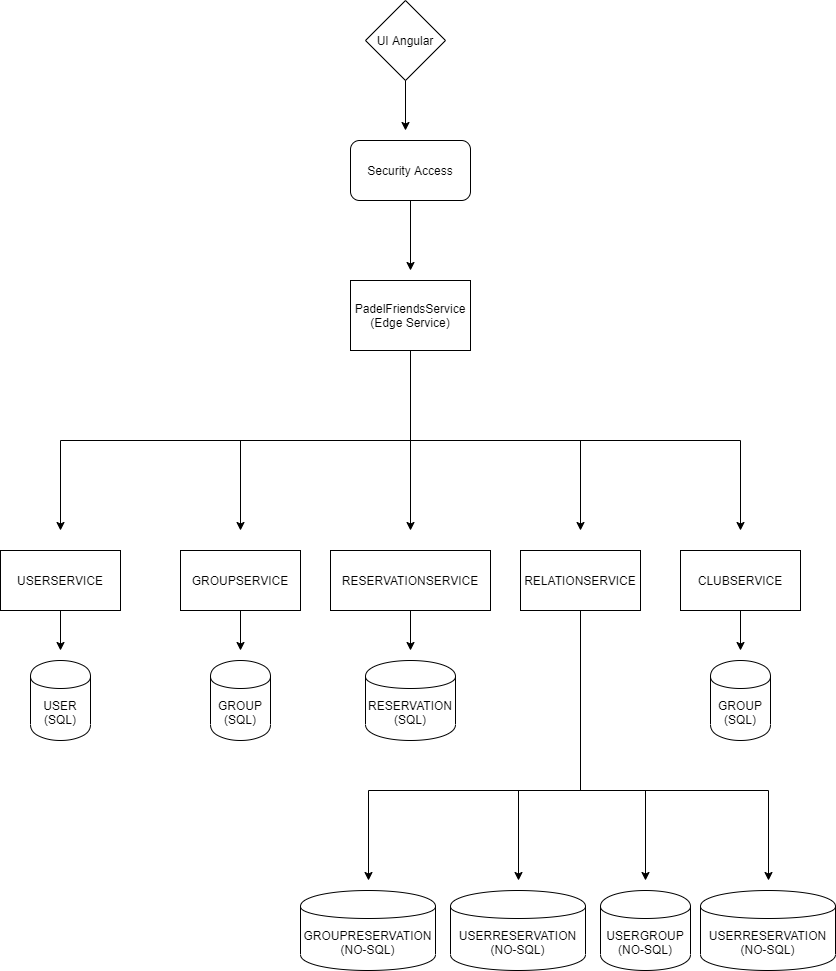 UI Angular
Security Access
PadelFriendsService
(Edge Service)
USERSERVICE
GROUPSERVICE
RESERVATIONSERVICE
RELATIONSERVICE
CLUBSERVICE
USER
(SQL)
GROUP
(SQL)
RESERVATION
(SQL)
GROUP
(SQL)
GROUPRESERVATION
(NO-SQL)
USERRESERVATION
(NO-SQL)
USERGROUP
(NO-SQL)
USERRESERVATION
(NO-SQL)